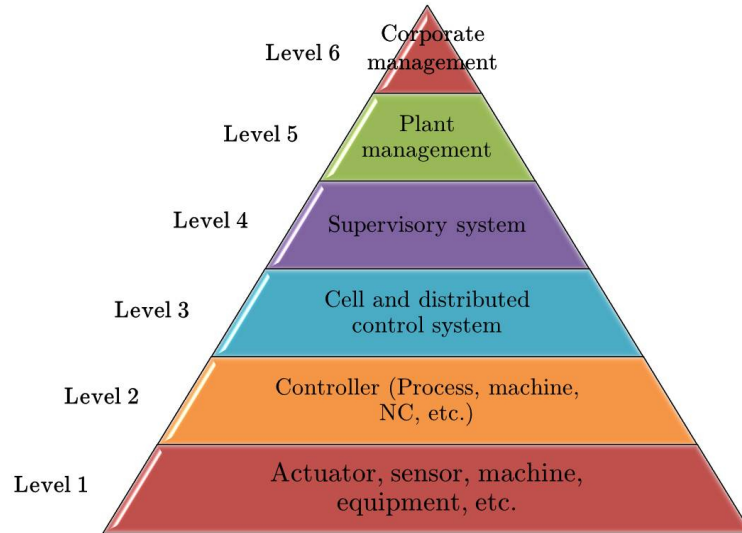 Level 6
Corporate
management
Level 5
Plant
management
Level 4
Supervisory system
Level 3
Cell and distributed
control system
Level 2
Controller (Process, machine,
NC, etc.)
Level 1
Actuator, sensor, machine,
equipment, etc.